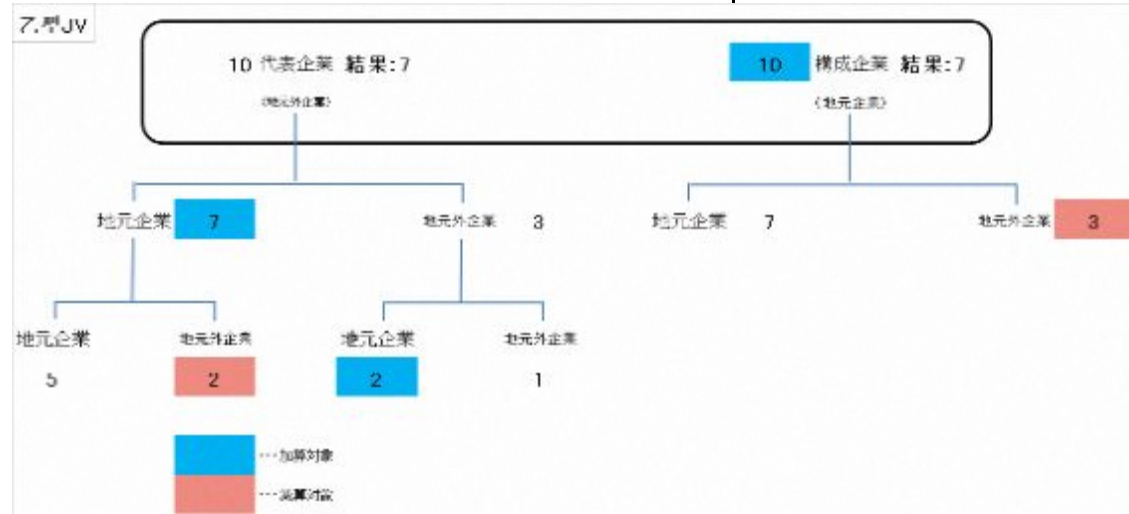 JV
10 代表企業 結果:7
10 構成企業 結果:7
(地元外企業)
(地元企業)
地元企業 7
地元外企業 3
地元企業 7
地元外企業 3
地元企業
地元外企業
地元企業
地元外企業
5
2
2
1
…加算対象
…減算対象